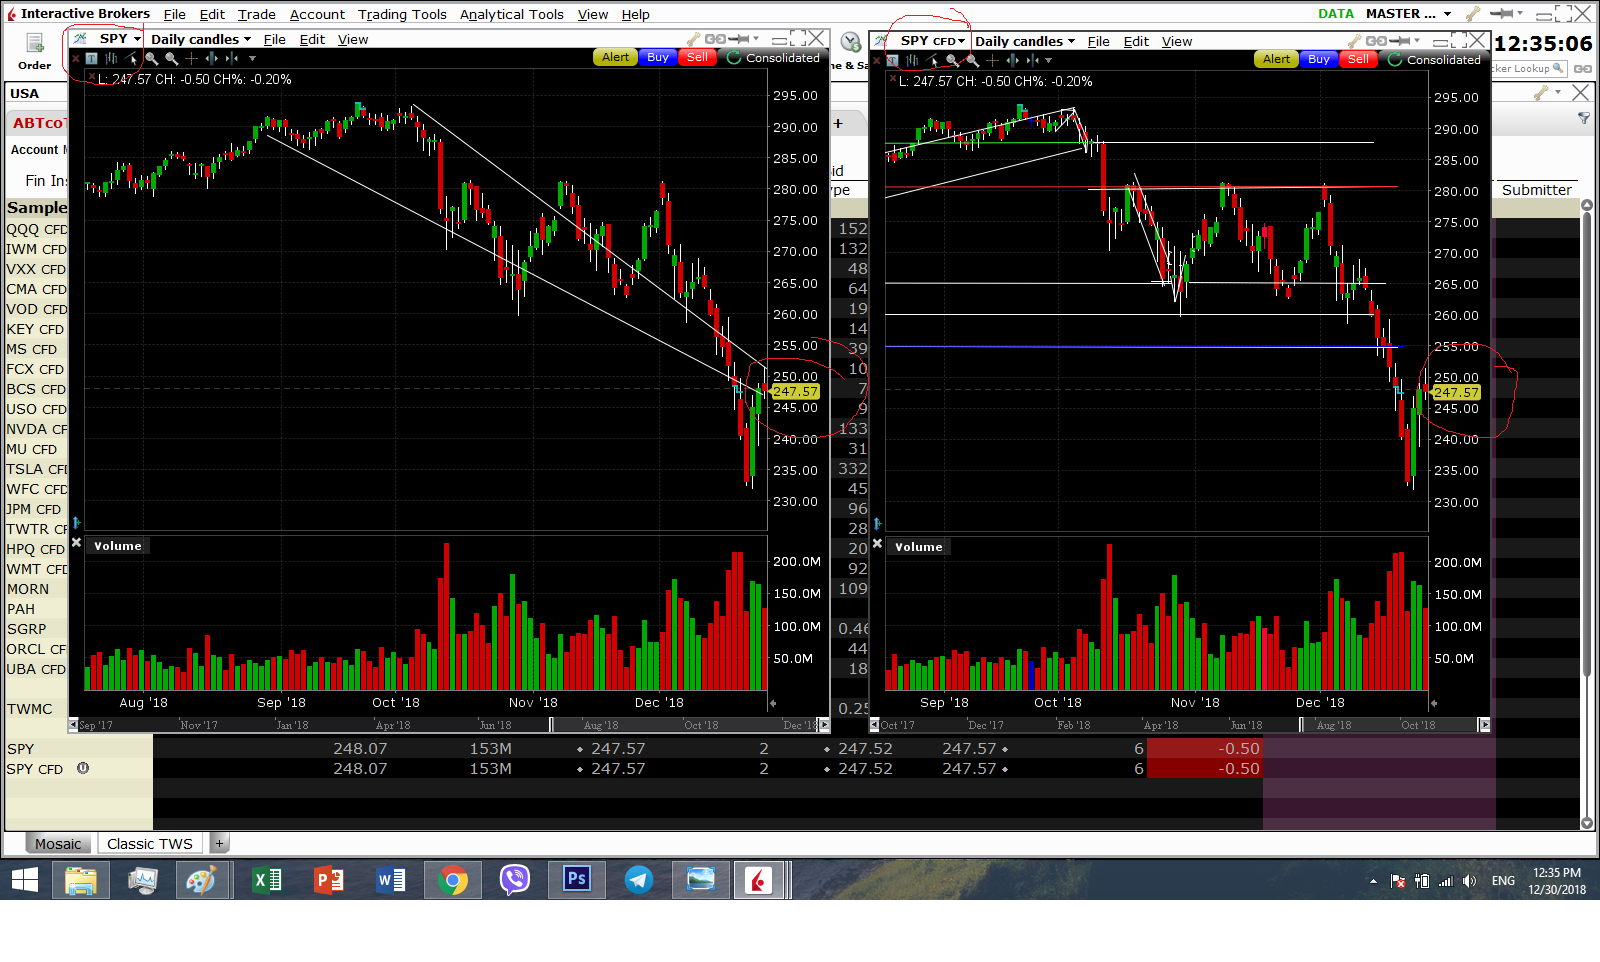 Interactive Brokers File Edit Trade Account Trading Tools Analytical Tools View Help DATA MASTER ...
Order
12:35:06
SPY Daily candles File Edit View
Alert Buy Sell Consolidated
L: 247.57 CH: -0.50 CH%: -0.20%
295.00
290.00
285.00
280.00
275.00
270.00
265.00
260.00
255.00
250.00
247.57
245.00
240.00
235.00
230.00
Volume
200.0M
150.0M
100.0M
50.0M
Aug '18 Sep '18 Oct '18 Nov '18 Dec '18
Sep '17 Nov '17 Jan '18 Apr '18 Jun '18 Aug '18 Oct '18 Dec '18
SPY CFD Daily candles File Edit View
Alert Buy Sell Consolidated
L: 247.57 CH: -0.50 CH%: -0.20%
295.00
290.00
285.00
280.00
275.00
270.00
265.00
260.00
255.00
250.00
247.57
245.00
240.00
235.00
230.00
Volume
200.0M
150.0M
100.0M
50.0M
Sep '18 Oct '18 Nov '18 Dec '18
Oct '17 Dec '17 Feb '18 Apr '18 Jun '18 Aug '18 Oct '18
ne & Sa
cker Lookup
USA
ABTcoT
+
Account M
Fin Ins
id
ype
Submitter
Sample
QQQ CFD 152
IWM CFD 132
VXX CFD 48
CMA CFD 64
VOD CFD 19
KEY CFD 14
MS CFD 39
FCX CFD 10
BCS CFD 7
USO CFD 9
NVDA CFD 133
MU CFD 31
TSLA CFD 332
WFC CFD 45
JPM CFD 96
TWTR CF 28
HPQ CFD 20
WMT CFD 92
MORN 109
PAH
SGRP 0.46
ORCL CFD 44
UBA CFD 18
TWMC 0.25
SPY 248.07 153M 247.57 2 247.52 247.57 6 -0.50
SPY CFD U 248.07 153M 247.57 2 247.52 247.57 6 -0.50
Mosaic Classic TWS +
ENG
12:35 PM
12/30/2018